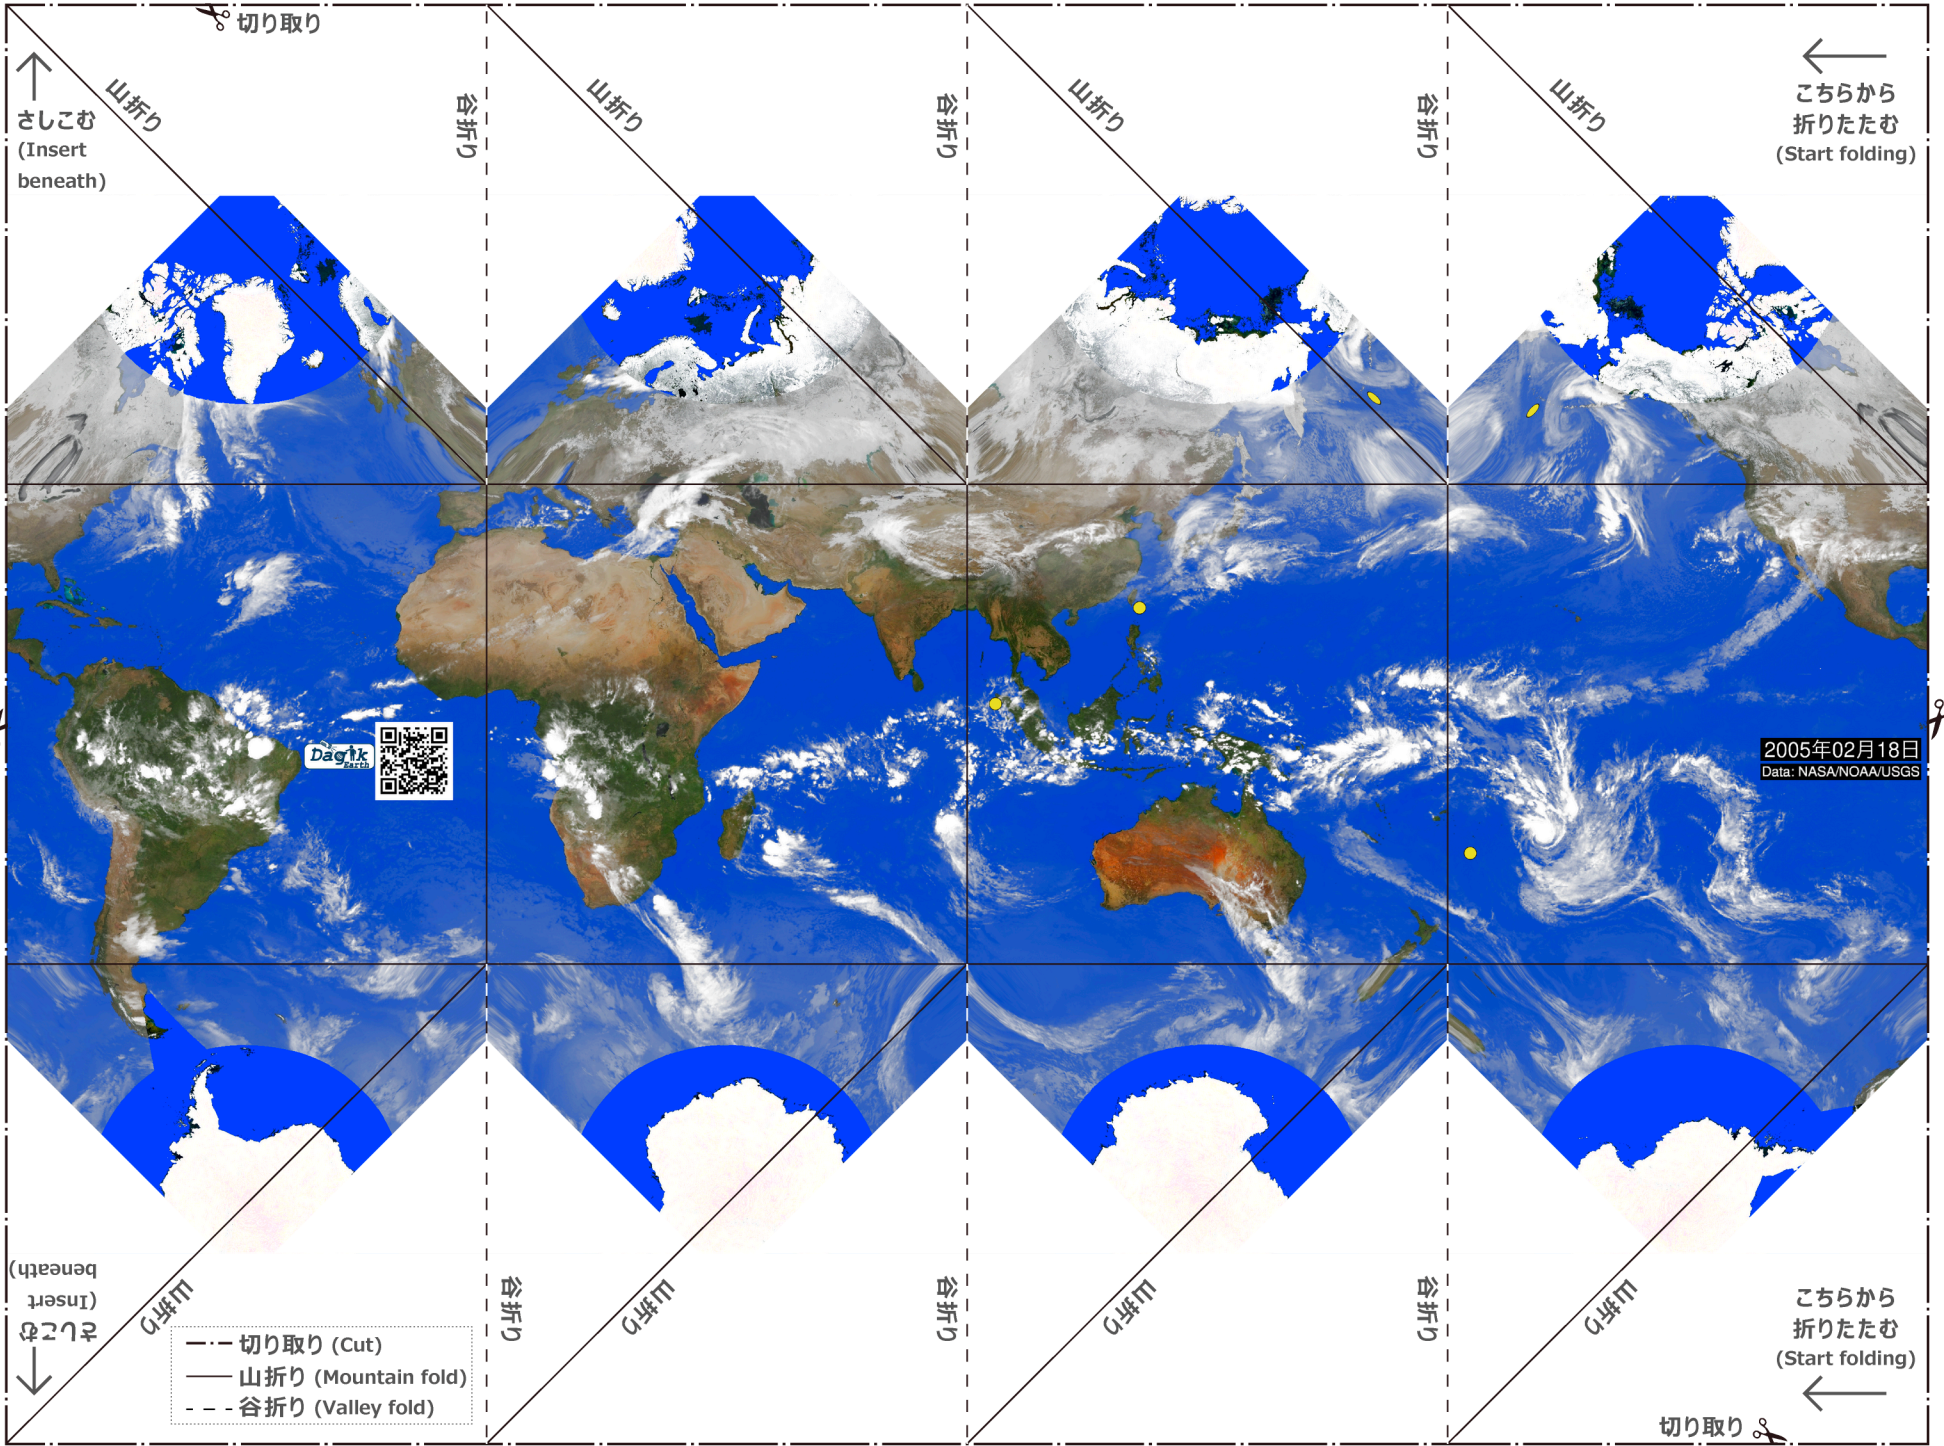 切り取り
山折り
谷折り
山折り
谷折り
山折り
谷折り
山折り
さしこむ
(Insert
beneath)
こちらから
折りたたむ
(Start folding)
Dagik
Earth
2005年02月18日
Data: NASA/NOAA/USGS
さしこむ
(Insert
beneath)
山折り
谷折り
山折り
谷折り
山折り
谷折り
山折り
こちらから
折りたたむ
(Start folding)
切り取り (Cut)
山折り (Mountain fold)
谷折り (Valley fold)
切り取り